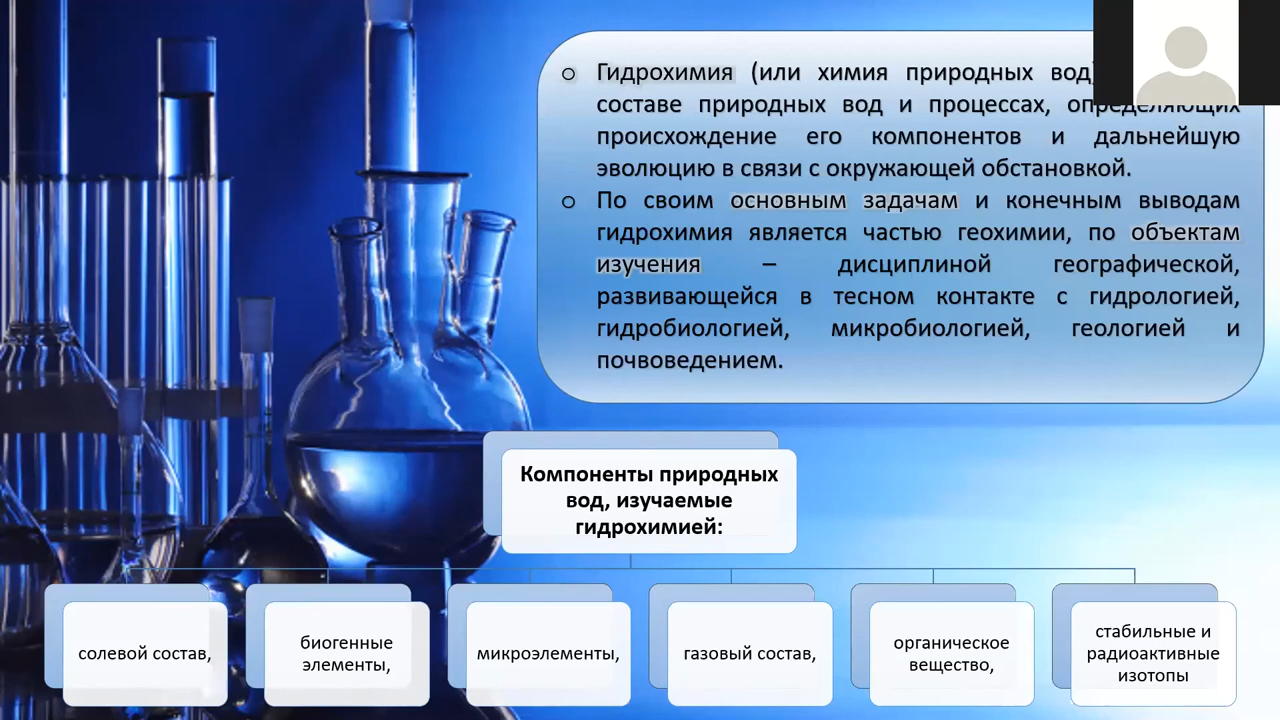 Гидрохимия (или химия природных вод)
составе природных вод и процессах, определяющих
происхождение его компонентов и дальнейшую
эволюцию в связи с окружающей обстановкой.
По своим основным задачам и конечным выводам
гидрохимия является частью геохимии, по объектам
изучения – дисциплиной географической,
развивающейся в тесном контакте с гидрологией,
гидробиологией, микробиологией, геологией и
почвоведением.
Компоненты природных
вод, изучаемые
гидрохимией:
солевой состав,
биогенные
элементы,
микроэлементы,
газовый состав,
органическое
вещество,
стабильные и
радиоактивные
изотопы